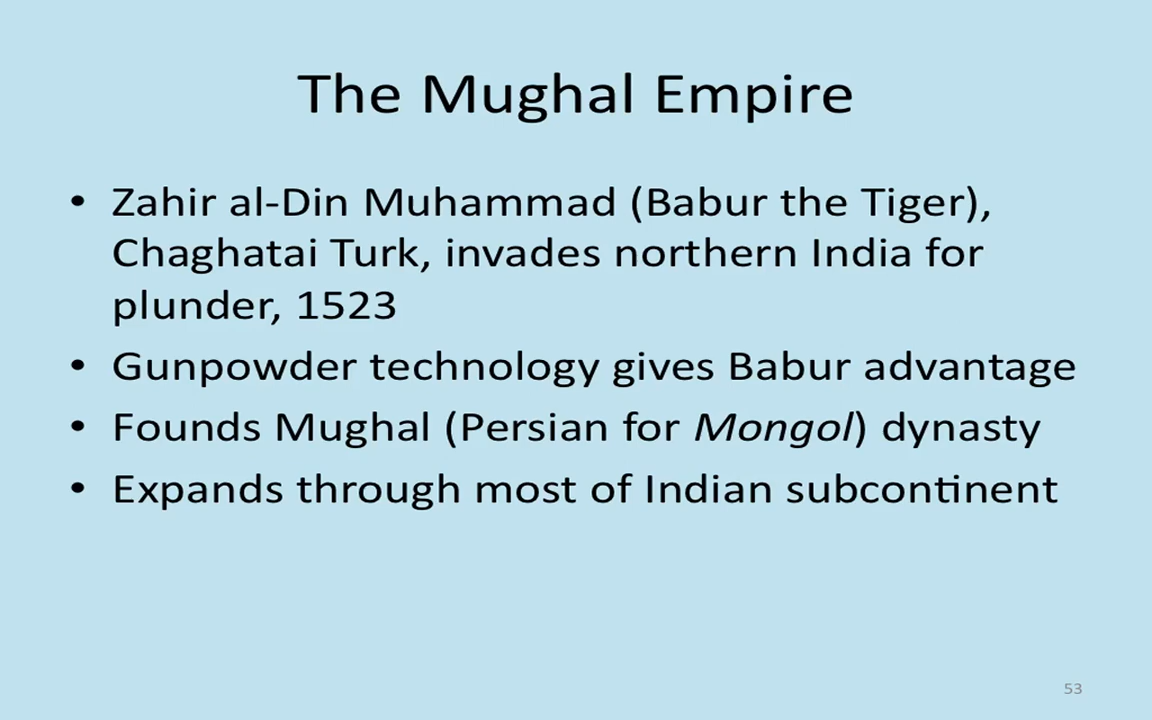 The Mughal Empire
• Zahir al-Din Muhammad (Babur the Tiger),
Chaghatai Turk, invades northern India for
plunder, 1523
• Gunpowder technology gives Babur advantage
• Founds Mughal (Persian for Mongol) dynasty
• Expands through most of Indian subcontinent
53